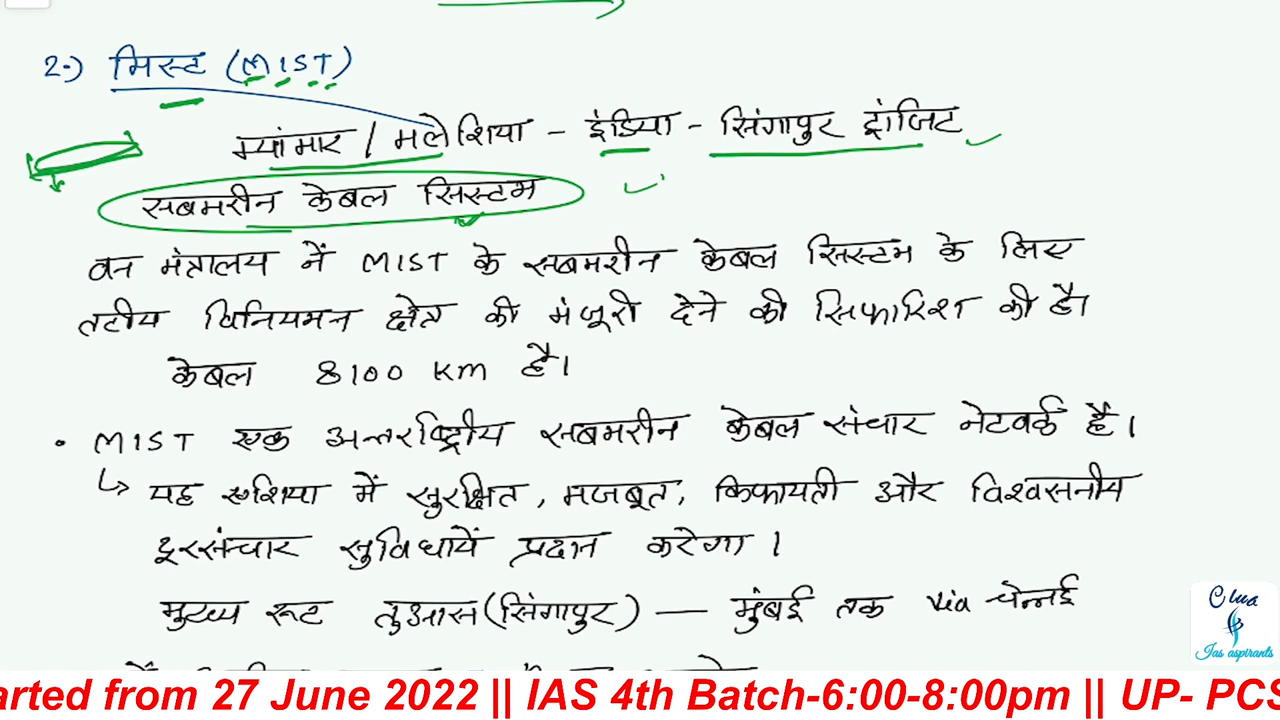 2.) मिस्ट (MIST)
म्यांमार / मलेशिया - इंडिया - सिंगापुर ट्रांजिट
सबमरीन केबल सिस्टम
वन मंत्रालय नें MIST के सबमरीन केबल सिस्टम के लिए
तटीय विनियमन क्षेत्र की मंजूरी देने की सिफारिश की है।
केबल 8100 KM है।
• MIST एक अन्तर्राष्ट्रीय सबमरीन केबल संचार नेटवर्क है।
↳ यह एशिया में सुरक्षित, मजबूत, किफायती और विश्वसनीय
दूरसंचार सुविधायें प्रदान करेगा।
मुख्य रूट तुआस (सिंगापुर) — मुंबई तक via चेन्नई
Clue
Ias aspirants
arted from 27 June 2022 || IAS 4th Batch-6:00-8:00pm || UP- PCS